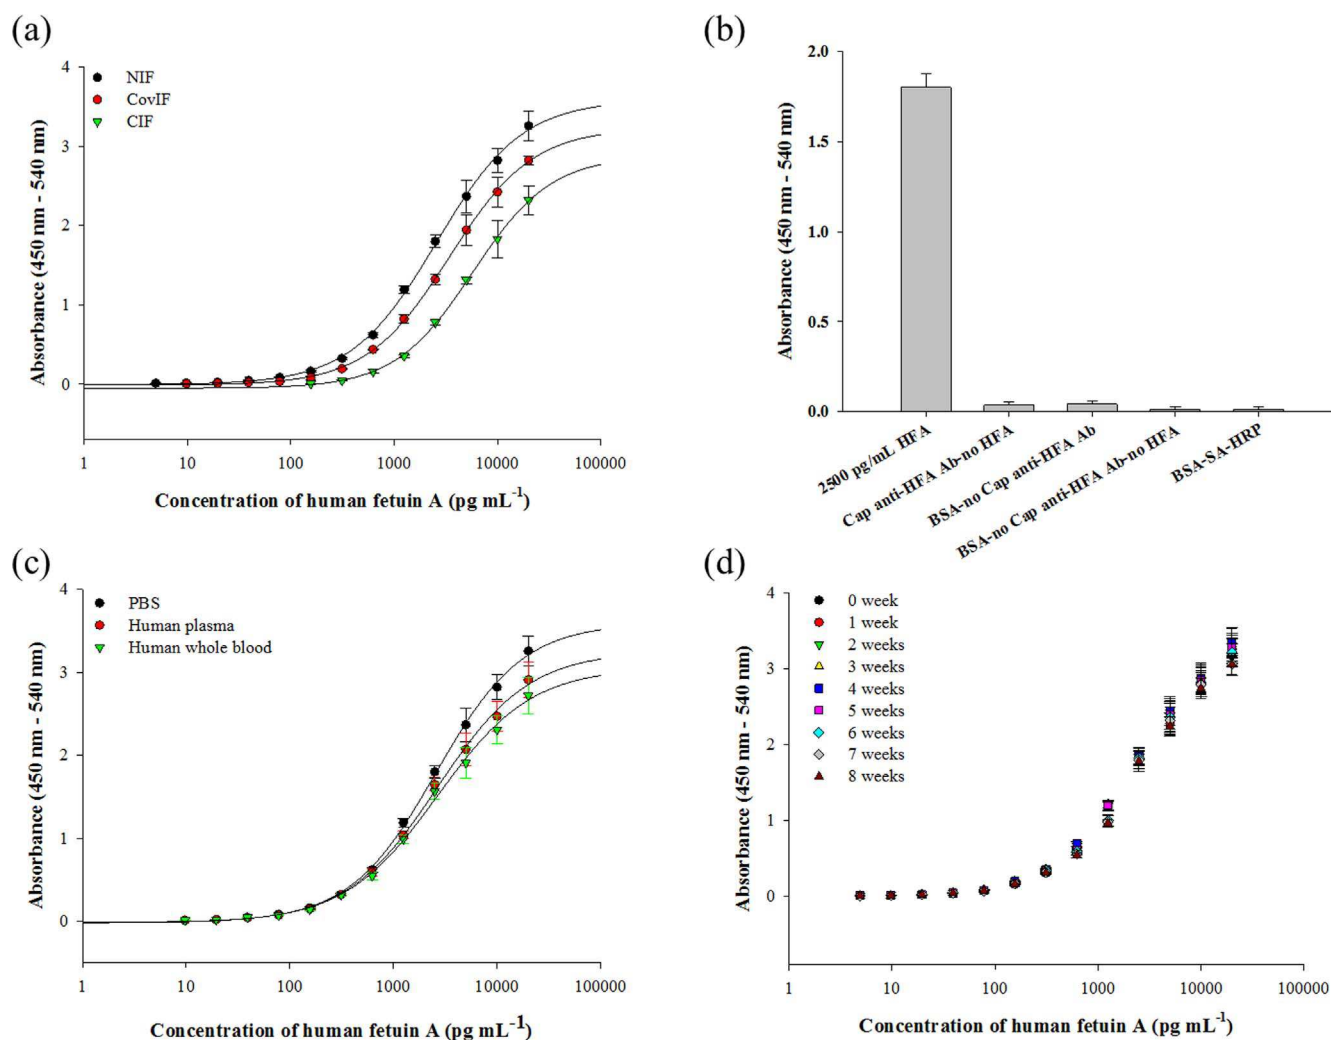 (a)
4
3
2
1
0
NIF
CovIF
CIF
Absorbance (450 nm - 540 nm)
1 10 100 1000 10000 100000
Concentration of human fetuin A (pg mL-1)
(b)
2.0
1.5
1.0
0.5
0.0
Absorbance (450 nm - 540 nm)
2500 pg/mL HFA
Cap anti-HFA Ab-no HFA
BSA-no Cap anti-HFA Ab
BSA-no Cap anti-HFA Ab-no HFA
BSA-SA-HRP
(c)
4
3
2
1
0
PBS
Human plasma
Human whole blood
Absorbance (450 nm - 540 nm)
1 10 100 1000 10000 100000
Concentration of human fetuin A (pg mL-1)
(d)
4
3
2
1
0
0 week
1 week
2 weeks
3 weeks
4 weeks
5 weeks
6 weeks
7 weeks
8 weeks
Absorbance (450 nm - 540 nm)
1 10 100 1000 10000 100000
Concentration of human fetuin A (pg mL-1)